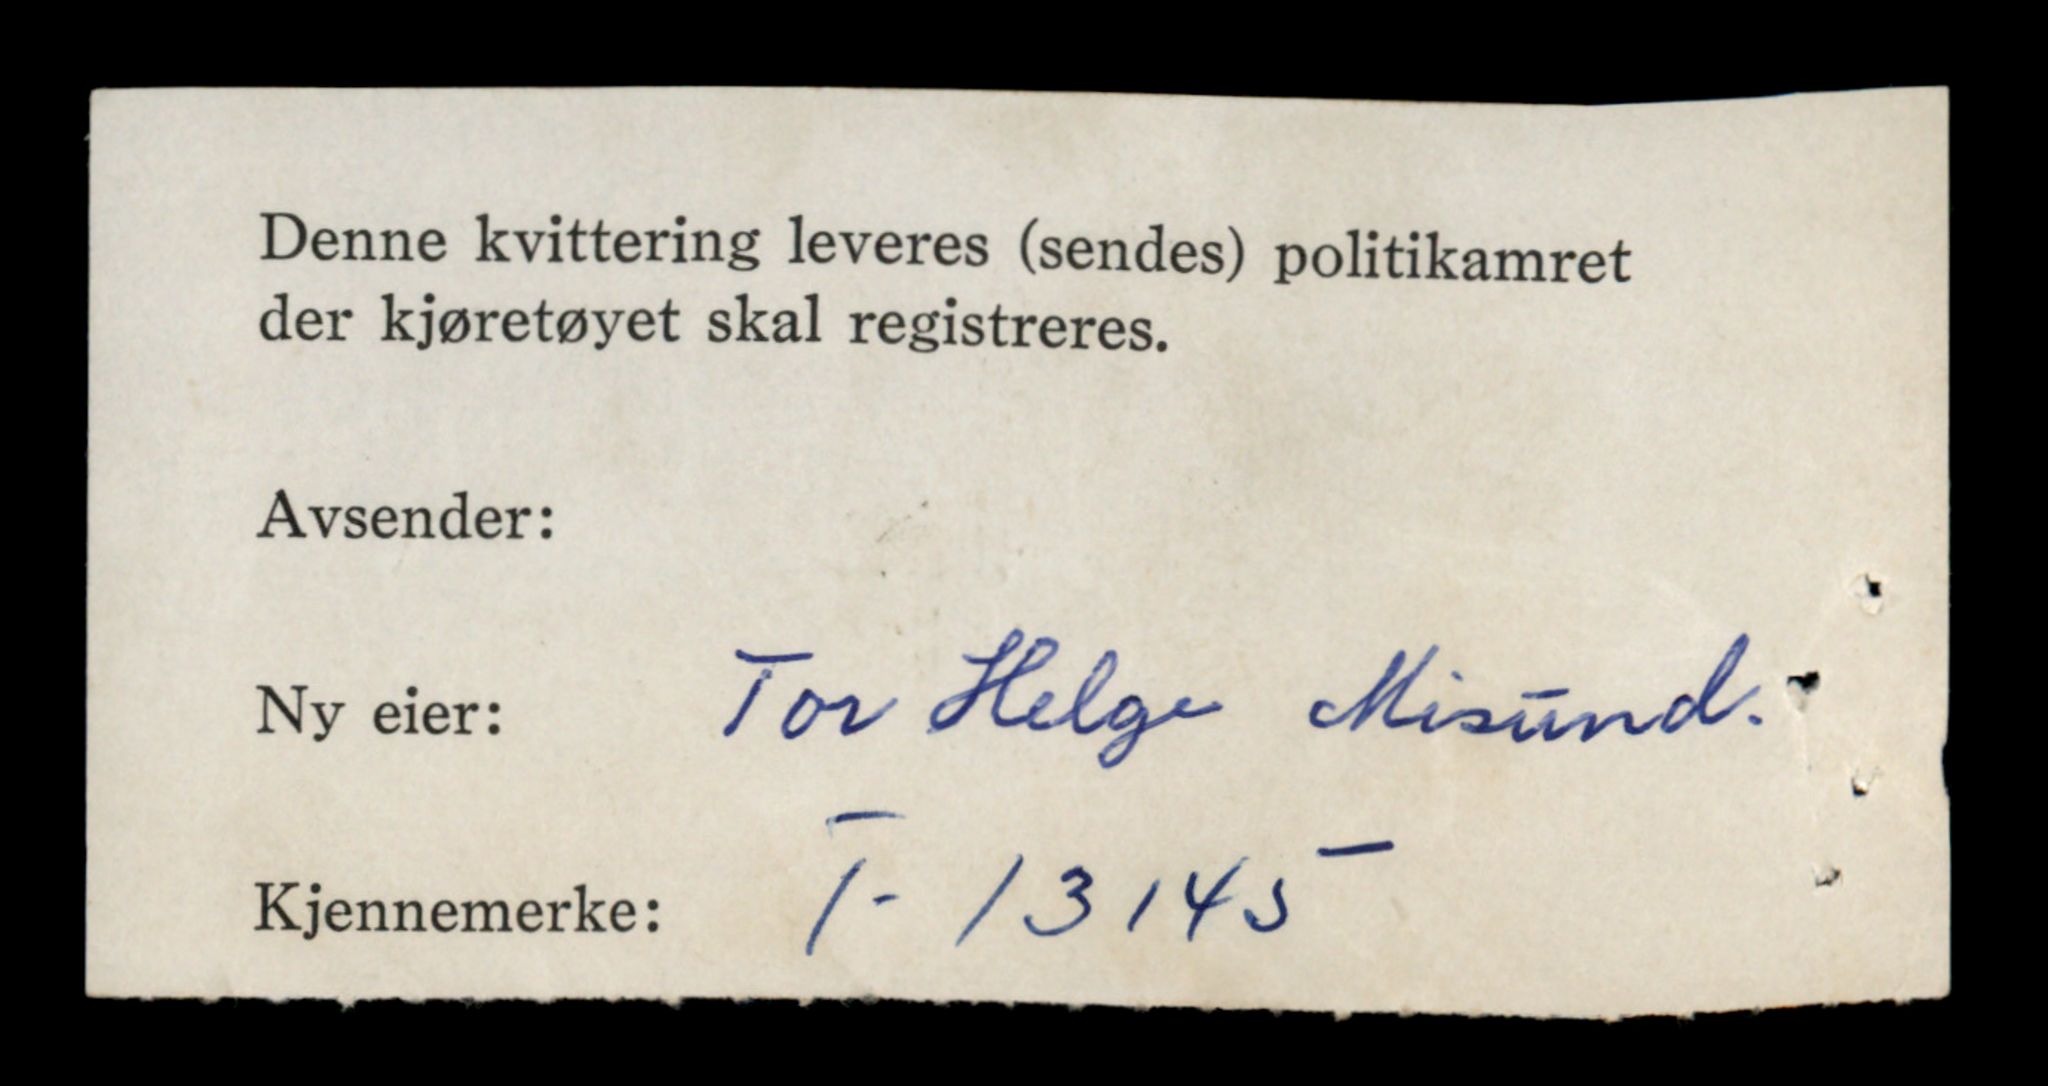 Denne kvittering leveres (sendes) politikamret
der kjøretøyet skal registreres.
Avsender:
Ny eier: Tor Helge Misund.
Kjennemerke: T- 13145